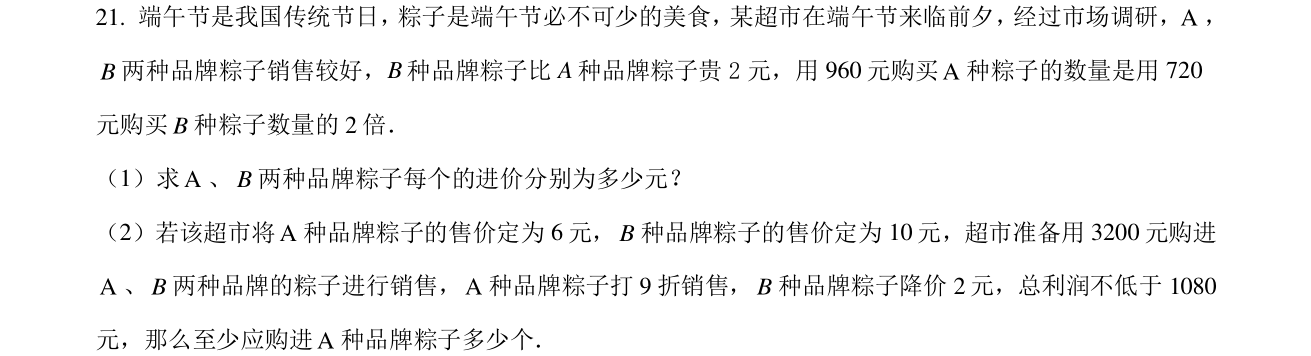 21. 端午节是我国传统节日，粽子是端午节必不可少的美食，某超市在端午节来临前夕，经过市场调研，A，
B 两种品牌粽子销售较好，B 种品牌粽子比 A 种品牌粽子贵 2 元，用 960 元购买 A 种粽子的数量是用 720
元购买 B 种粽子数量的 2 倍．
（1）求 A 、 B 两种品牌粽子每个的进价分别为多少元？
（2）若该超市将 A 种品牌粽子的售价定为 6 元， B 种品牌粽子的售价定为 10 元，超市准备用 3200 元购进
A 、 B 两种品牌的粽子进行销售， A 种品牌粽子打 9 折销售， B 种品牌粽子降价 2 元，总利润不低于 1080
元，那么至少应购进 A 种品牌粽子多少个．